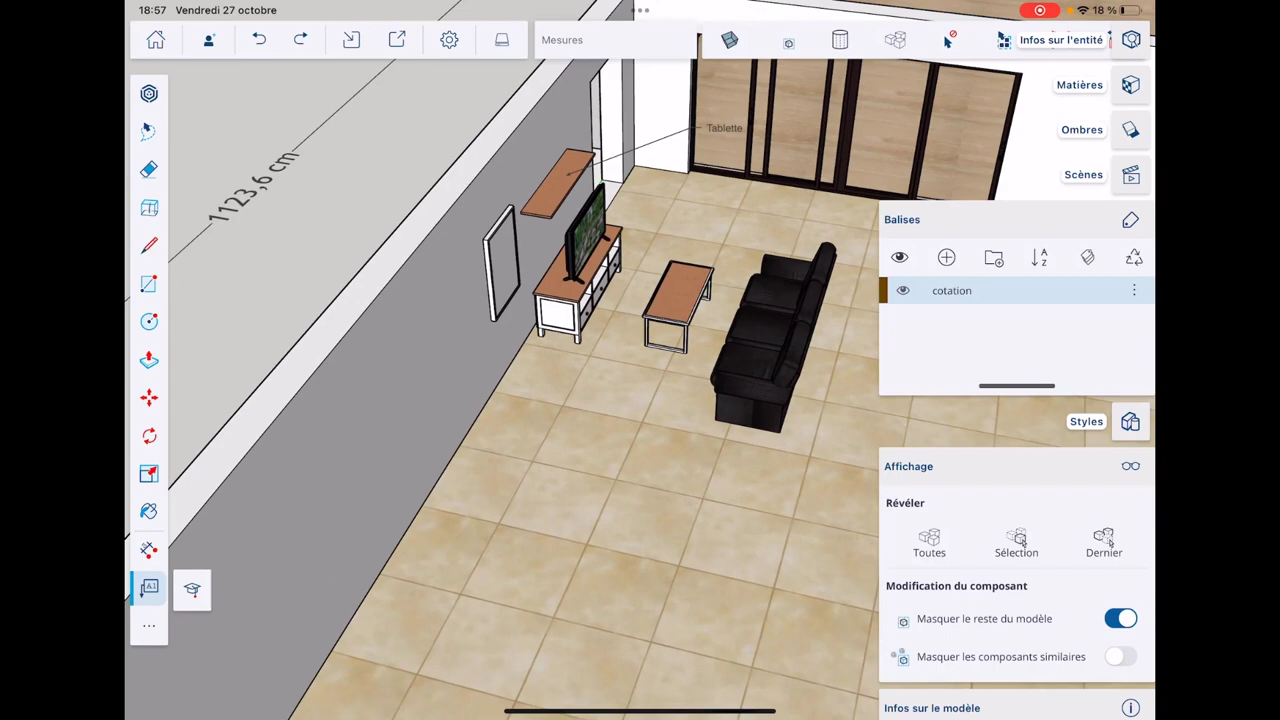 18:57 Vendredi 27 octobre
18 %
Mesures
Infos sur l'entité
Matières
Ombres
Scènes
Tablette
1123,6 cm
Balises
A
Z
cotation
Styles
Affichage
Révéler
Toutes
Sélection
Dernier
Modification du composant
Masquer le reste du modèle
Masquer les composants similaires
A1
Infos sur le modèle